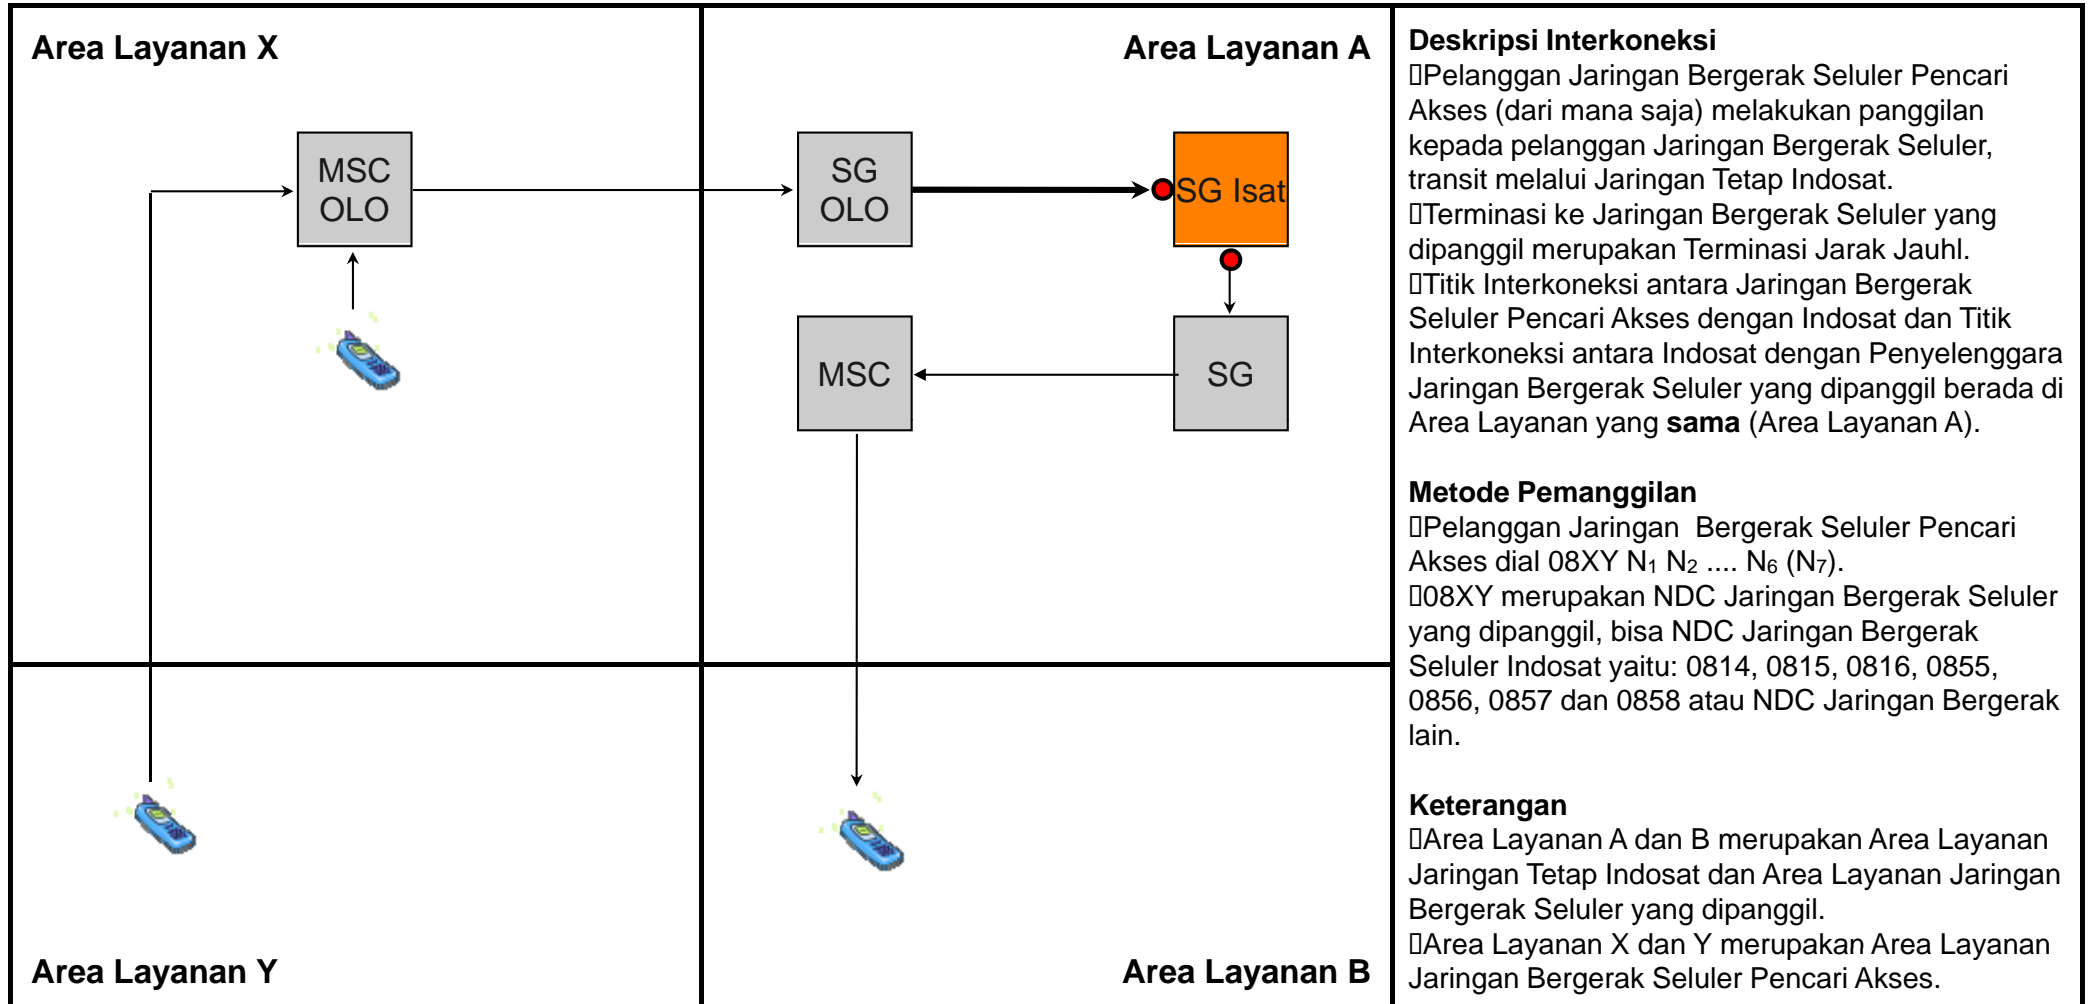 Area Layanan X
Area Layanan A
MSC
OLO
SG
OLO
SG Isat
MSC
SG
Area Layanan Y
Area Layanan B
Deskripsi Interkoneksi
▯Pelanggan Jaringan Bergerak Seluler Pencari
Akses (dari mana saja) melakukan panggilan
kepada pelanggan Jaringan Bergerak Seluler,
transit melalui Jaringan Tetap Indosat.
▯Terminasi ke Jaringan Bergerak Seluler yang
dipanggil merupakan Terminasi Jarak Jauhl.
▯Titik Interkoneksi antara Jaringan Bergerak
Seluler Pencari Akses dengan Indosat dan Titik
Interkoneksi antara Indosat dengan Penyelenggara
Jaringan Bergerak Seluler yang dipanggil berada di
Area Layanan yang sama (Area Layanan A).
Metode Pemanggilan
▯Pelanggan Jaringan  Bergerak Seluler Pencari
Akses dial 08XY N₁ N₂ .... N₆ (N₇).
▯08XY merupakan NDC Jaringan Bergerak Seluler
yang dipanggil, bisa NDC Jaringan Bergerak
Seluler Indosat yaitu: 0814, 0815, 0816, 0855,
0856, 0857 dan 0858 atau NDC Jaringan Bergerak
lain.
Keterangan
▯Area Layanan A dan B merupakan Area Layanan
Jaringan Tetap Indosat dan Area Layanan Jaringan
Bergerak Seluler yang dipanggil.
▯Area Layanan X dan Y merupakan Area Layanan
Jaringan Bergerak Seluler Pencari Akses.